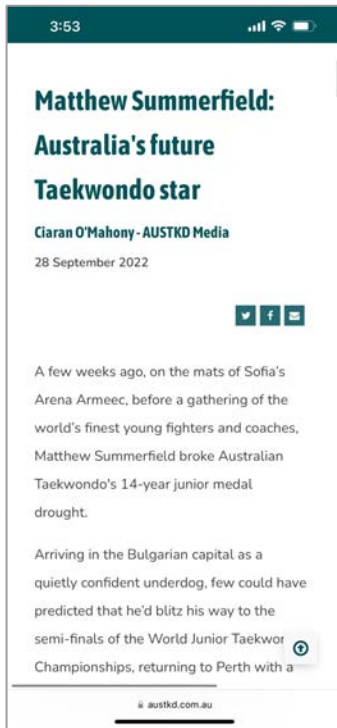 3:53
Matthew Summerfield:
Australia's future
Taekwondo star
Ciaran O'Mahony - AUSTKD Media
28 September 2022
A few weeks ago, on the mats of Sofia's
Arena Armeec, before a gathering of the
world's finest young fighters and coaches,
Matthew Summerfield broke Australian
Taekwondo's 14-year junior medal
drought.
Arriving in the Bulgarian capital as a
quietly confident underdog, few could have
predicted that he'd blitz his way to the
semi-finals of the World Junior Taekwon
Championships, returning to Perth with a
austkd.com.au